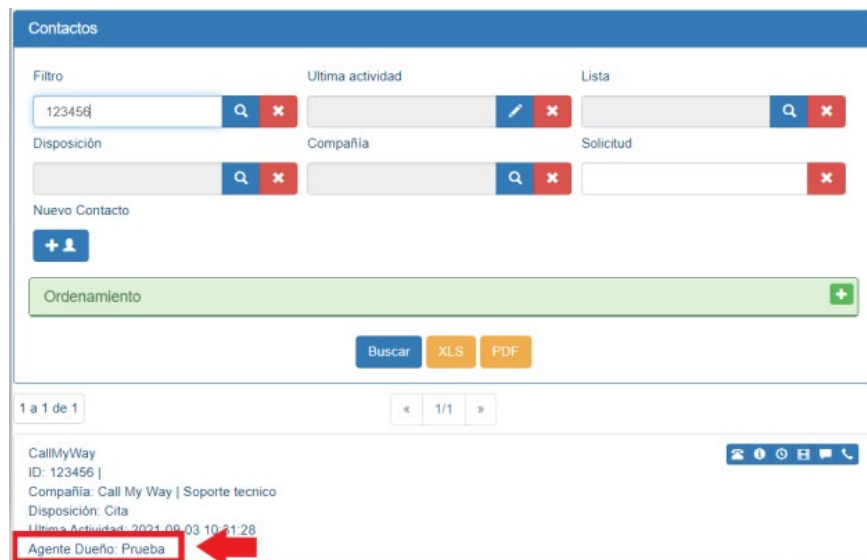 Contactos
Filtro Ultima actividad Lista
123456
Disposición Compañía Solicitud
Nuevo Contacto
Ordenamiento
Buscar XLS PDF
1 a 1 de 1 « 1/1 »
CallMyWay
ID: 123456 |
Compañía: Call My Way | Soporte tecnico
Disposición: Cita
Ultima Actividad: 2021-09-03 10:31:28
Agente Dueño: Prueba